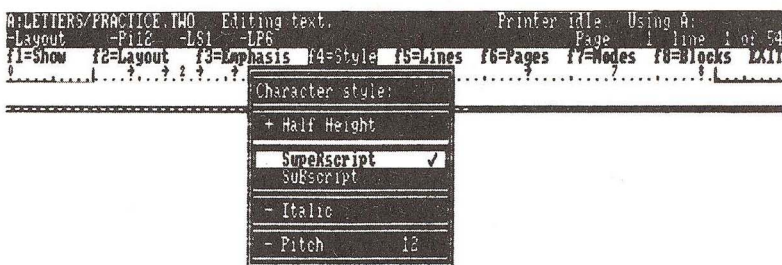 A:LETTERS/PRACTICE.TWO Editing text. Printer idle. Using A:
-Layout -Pi12 -LS1 -LP6 Page 1 line 1 of 54
f1=Show f2=Layout f3=Emphasis f4=Style f5=Lines f6=Pages f7=Modes f8=Blocks EXIT
Character style:
+ Half Height
SupeRscript ✓
SuBscript
- Italic
- Pitch 12